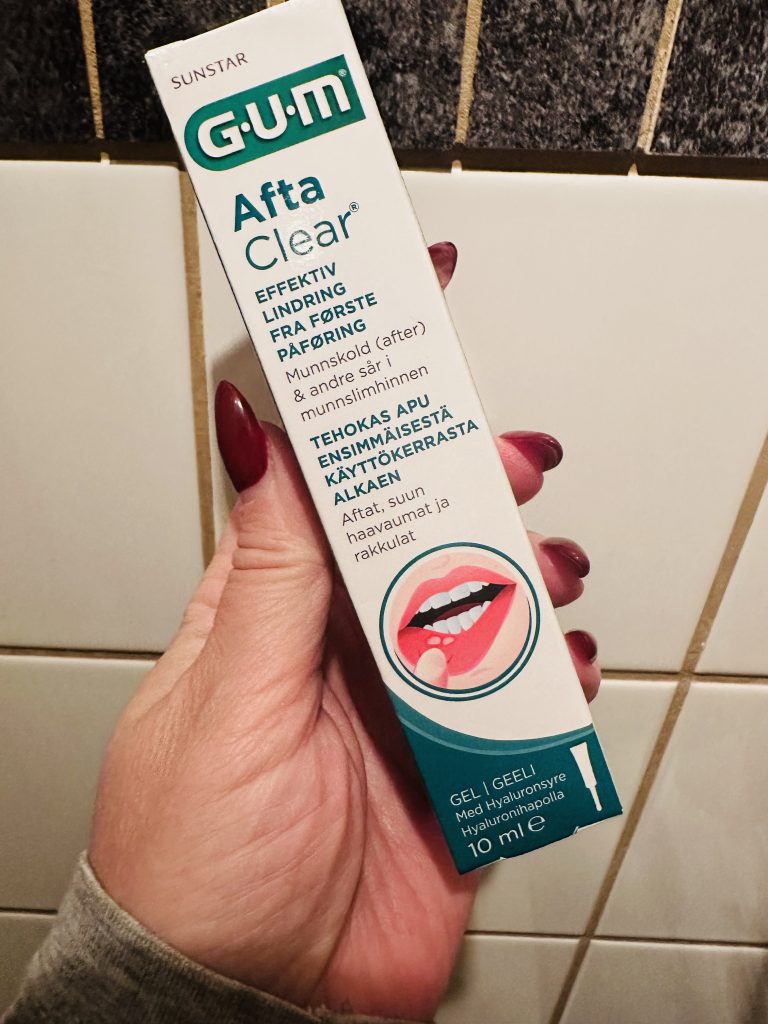 SUNSTAR
G·U·M®
Afta
Clear®
EFFEKTIV
LINDRING
FRA FØRSTE
PÅFØRING
Munnskold (after)
& andre sår i
munnslimhinnen
TEHOKAS APU
ENSIMMÄISESTÄ
KÄYTTÖKERRASTA
ALKAEN
Aftat, suun
haavaumat ja
rakkulat
GEL | GEELI
Med Hyaluronsyre
Hyaluronihapolla
10 ml ℮